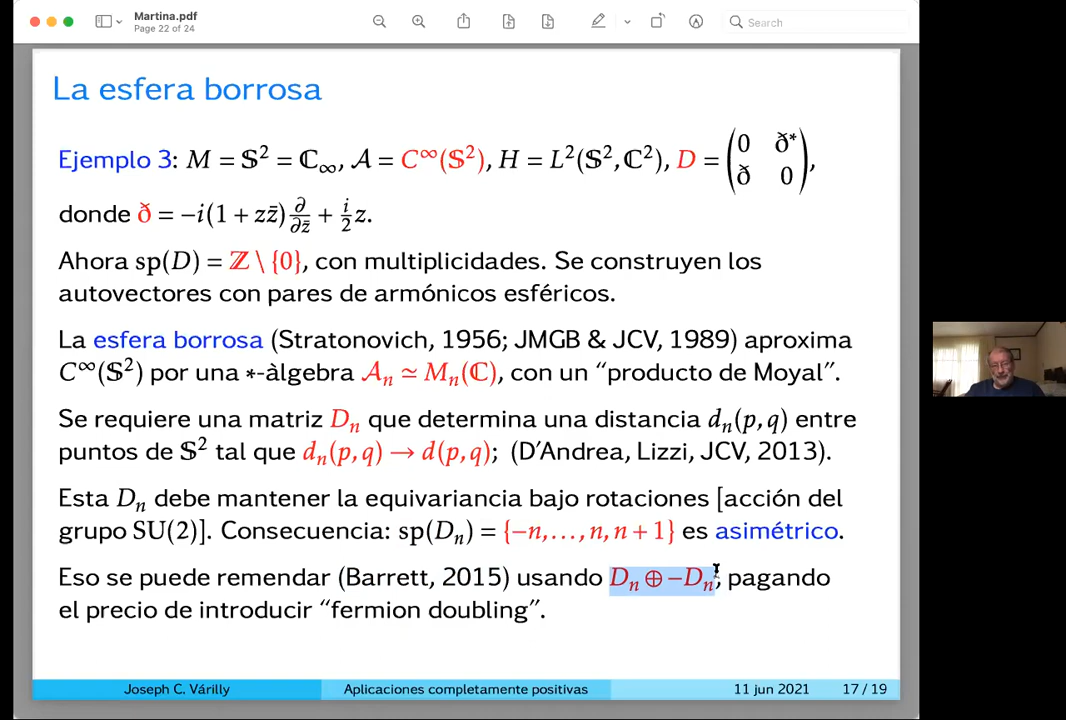 Martina.pdf
Page 22 of 24
Search
La esfera borrosa
Ejemplo 3: M = 𝕊² = ℂ∞, 𝒜 = C^∞(𝕊²), H = L²(𝕊², ℂ²), D = (0 ð* ; ð 0),
donde ð = −i(1 + zz̄) ∂/∂z̄ + i/2 z.
Ahora sp(D) = ℤ \ {0}, con multiplicidades. Se construyen los
autovectores con pares de armónicos esféricos.
La esfera borrosa (Stratonovich, 1956; JMGB & JCV, 1989) aproxima
C^∞(𝕊²) por una ∗-àlgebra 𝒜ₙ ≃ Mₙ(ℂ), con un “producto de Moyal”.
Se requiere una matriz Dₙ que determina una distancia dₙ(p,q) entre
puntos de 𝕊² tal que dₙ(p,q) → d(p,q); (D′Andrea, Lizzi, JCV, 2013).
Esta Dₙ debe mantener la equivariancia bajo rotaciones [acción del
grupo SU(2)]. Consecuencia: sp(Dₙ) = {−n,…,n,n + 1} es asimétrico.
Eso se puede remendar (Barrett, 2015) usando Dₙ ⊕ −Dₙ, pagando
el precio de introducir “fermion doubling”.
Joseph C. Várilly
Aplicaciones completamente positivas
11 jun 2021
17 / 19